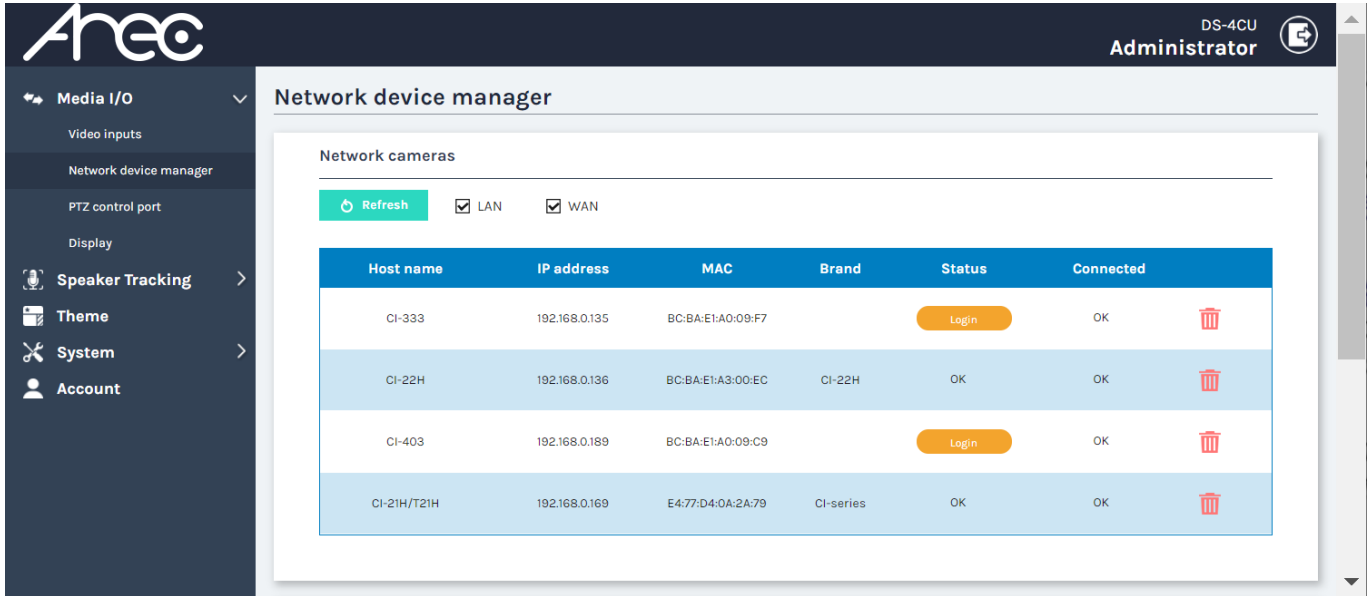 Arec
DS-4CU
Administrator
Media I/O
Video inputs
Network device manager
PTZ control port
Display
Speaker Tracking
Theme
System
Account
Network device manager
Network cameras
Refresh LAN WAN
Host name IP address MAC Brand Status Connected
CI-333 192.168.0.135 BC:BA:E1:A0:09:F7 Login OK
CI-22H 192.168.0.136 BC:BA:E1:A3:00:EC CI-22H OK OK
CI-403 192.168.0.189 BC:BA:E1:A0:09:C9 Login OK
CI-21H/T21H 192.168.0.169 E4:77:D4:0A:2A:79 CI-series OK OK